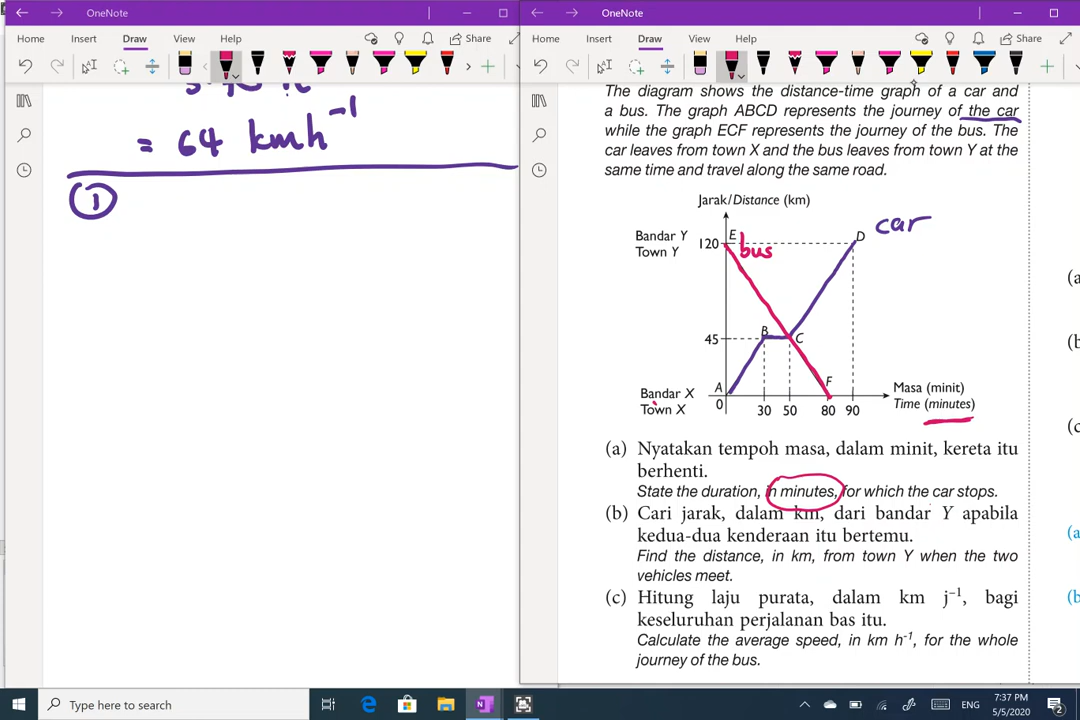 OneNote
OneNote
Home Insert Draw View Help Share
Home Insert Draw View Help Share
= 64 kmh⁻¹
①
The diagram shows the distance-time graph of a car and
a bus. The graph ABCD represents the journey of the car
while the graph ECF represents the journey of the bus. The
car leaves from town X and the bus leaves from town Y at the
same time and travel along the same road.
Jarak/Distance (km)
car
Bandar Y
Town Y
120
E
bus
D
45
B
C
Bandar X
Town X
A
0
F
30 50 80 90
Masa (minit)
Time (minutes)
(a) Nyatakan tempoh masa, dalam minit, kereta itu
berhenti.
State the duration, in minutes, for which the car stops.
(b) Cari jarak, dalam km, dari bandar Y apabila
kedua-dua kenderaan itu bertemu.
Find the distance, in km, from town Y when the two
vehicles meet.
(c) Hitung laju purata, dalam km j⁻¹, bagi
keseluruhan perjalanan bas itu.
Calculate the average speed, in km h⁻¹, for the whole
journey of the bus.
(a
(b
(c
(a
(b
Type here to search
ENG
7:37 PM
5/5/2020
2